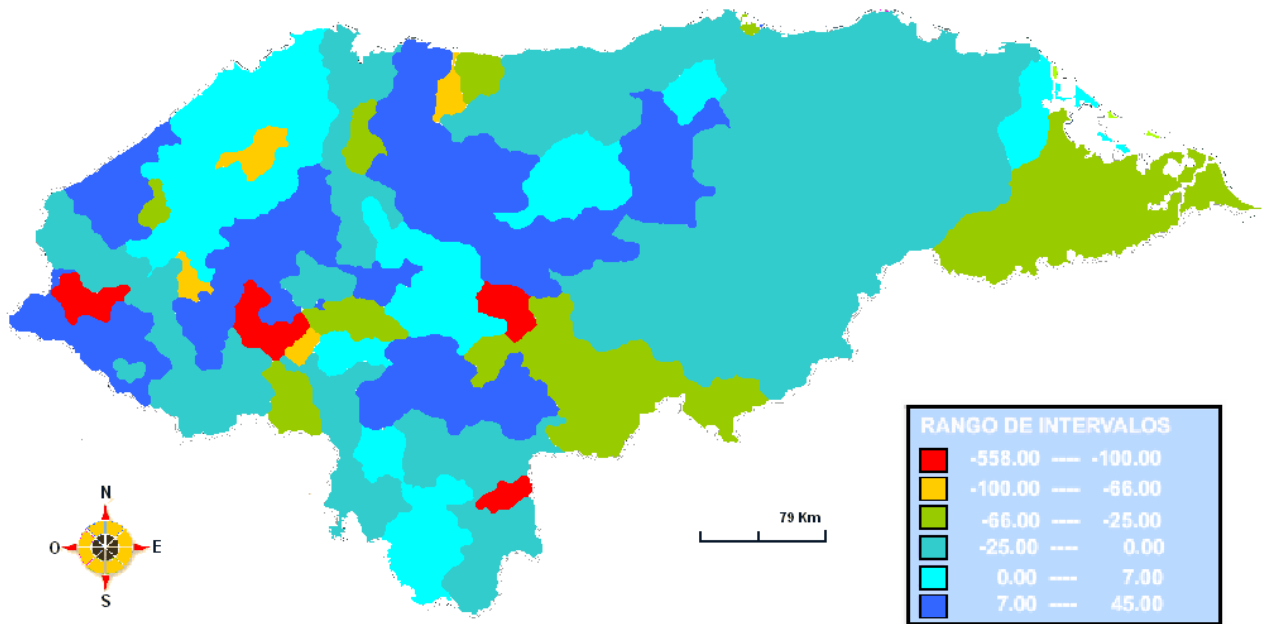 RANGO DE INTERVALOS
-558.00 ---- -100.00
-100.00 ---- -66.00
-66.00 ---- -25.00
-25.00 ---- 0.00
0.00 ---- 7.00
7.00 ---- 45.00
79 Km
N
O E
S